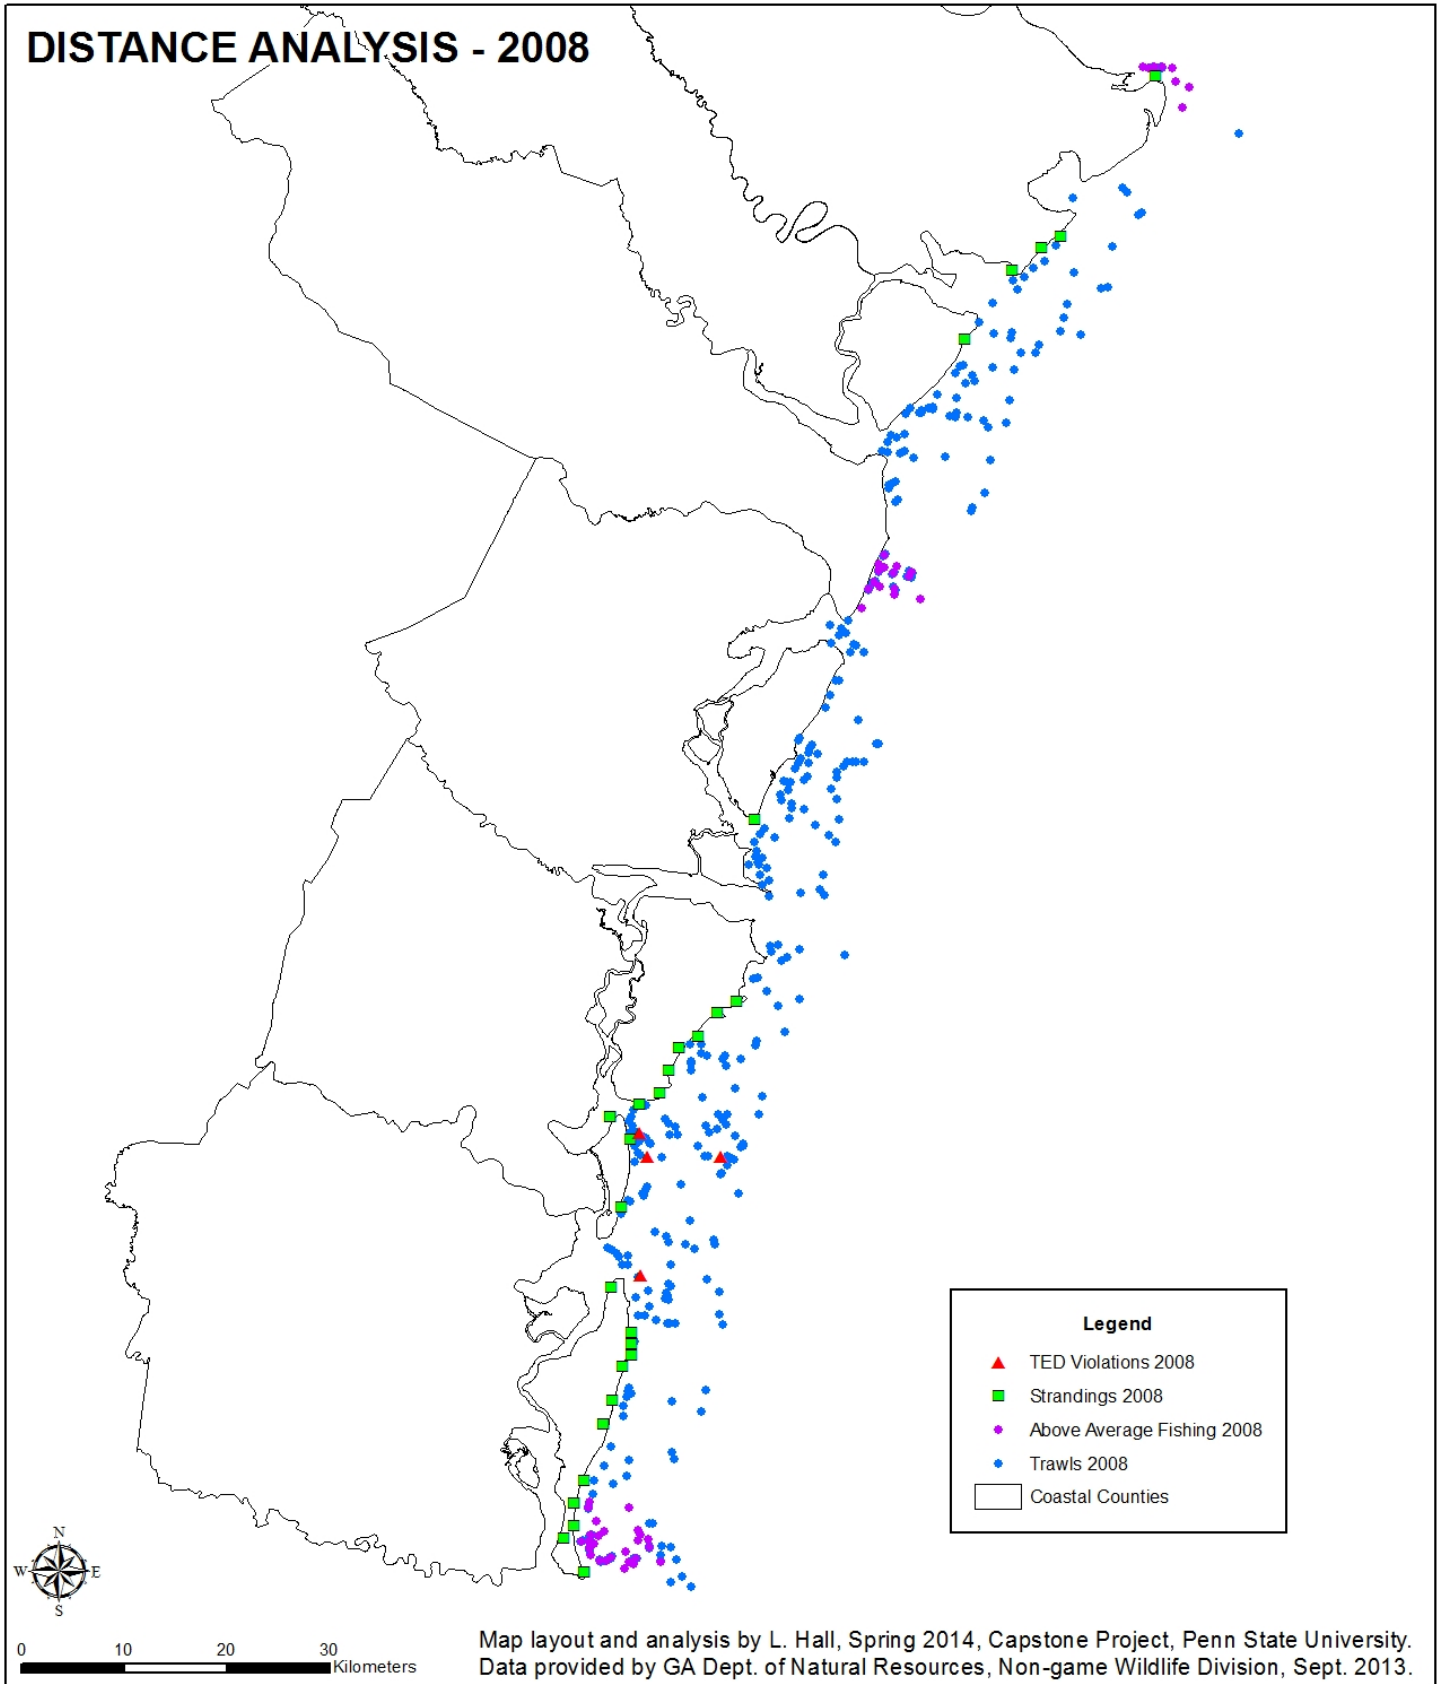 DISTANCE ANALYSIS - 2008
Legend
TED Violations 2008
Strandings 2008
Above Average Fishing 2008
Trawls 2008
Coastal Counties
N
W E
S
0 10 20 30
Kilometers
Map layout and analysis by L. Hall, Spring 2014, Capstone Project, Penn State University.
Data provided by GA Dept. of Natural Resources, Non-game Wildlife Division, Sept. 2013.